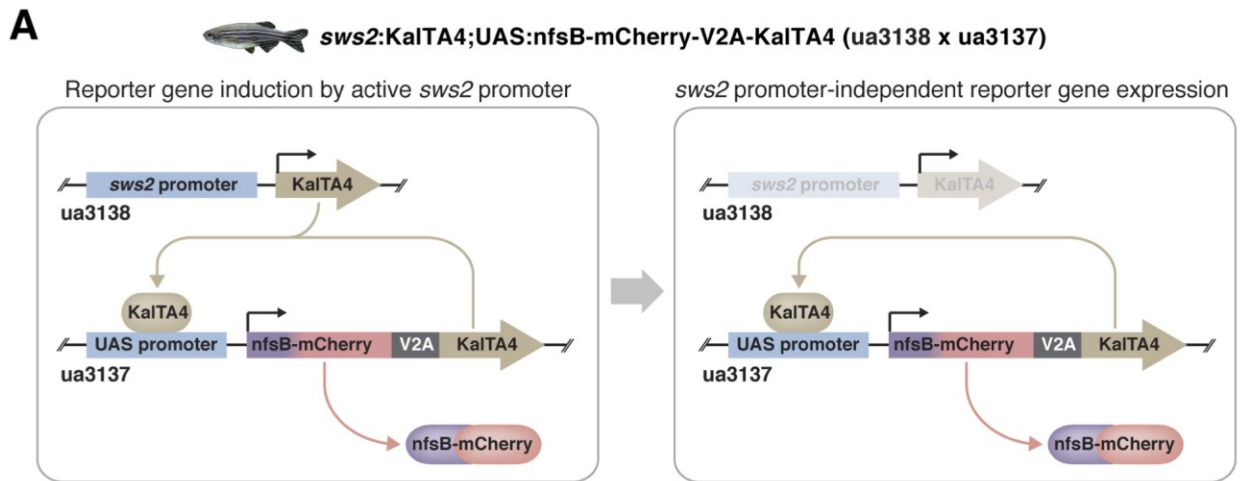 A
sws2:KalTA4;UAS:nfsB-mCherry-V2A-KalTA4 (ua3138 x ua3137)
Reporter gene induction by active sws2 promoter
sws2 promoter KalTA4
ua3138
KalTA4
UAS promoter nfsB-mCherry V2A KalTA4
ua3137
nfsB-mCherry
sws2 promoter-independent reporter gene expression
sws2 promoter KalTA4
ua3138
KalTA4
UAS promoter nfsB-mCherry V2A KalTA4
ua3137
nfsB-mCherry